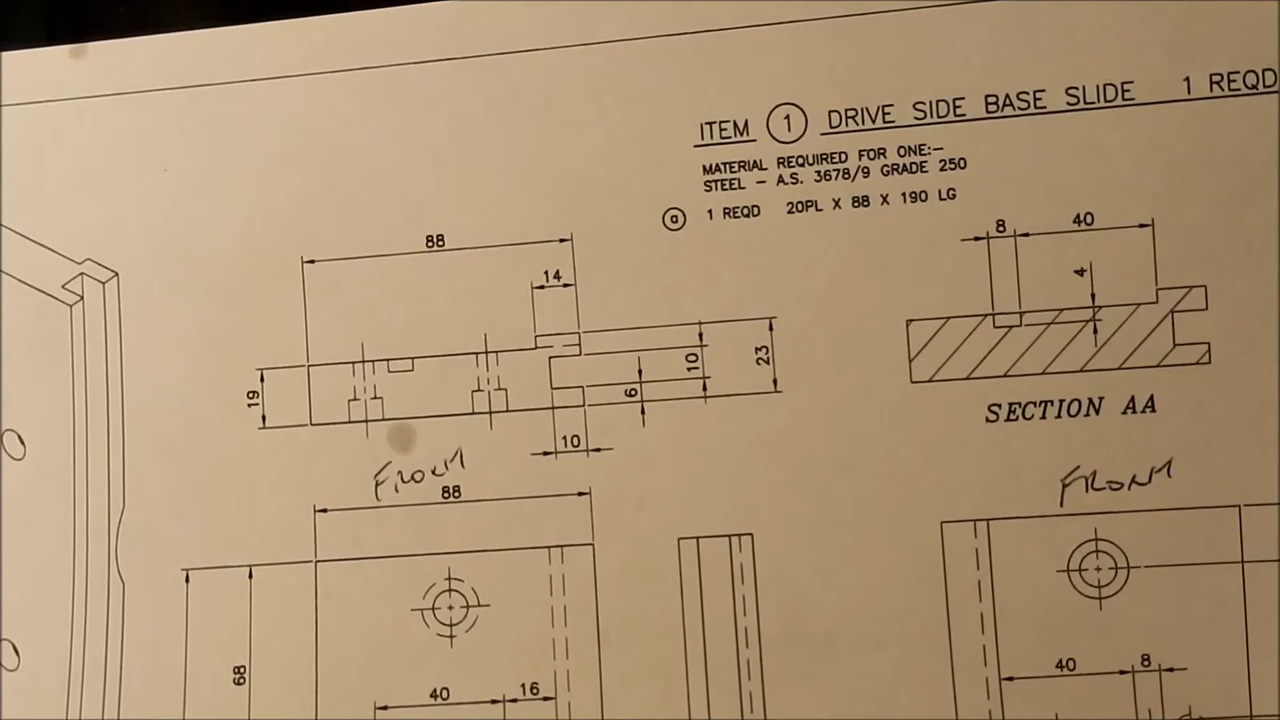 ITEM 1 DRIVE SIDE BASE SLIDE 1 REQD
MATERIAL REQUIRED FOR ONE:-
STEEL - A.S. 3678/9 GRADE 250
a 1 REQD 20PL X 88 X 190 LG
88
14
19
10
6
10
23
8
40
4
SECTION AA
FRONT
88
68
40
16
FRONT
40
8